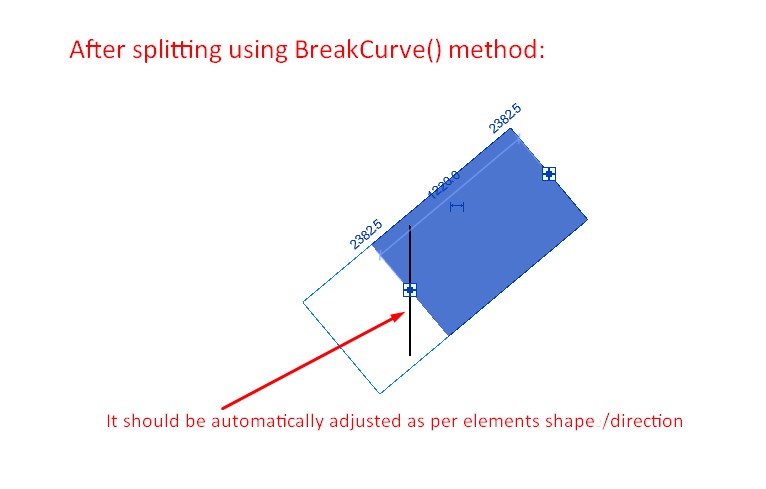 After splitting using BreakCurve() method:
2382.5
1220.0
2382.5
It should be automatically adjusted as per elements shape /direction